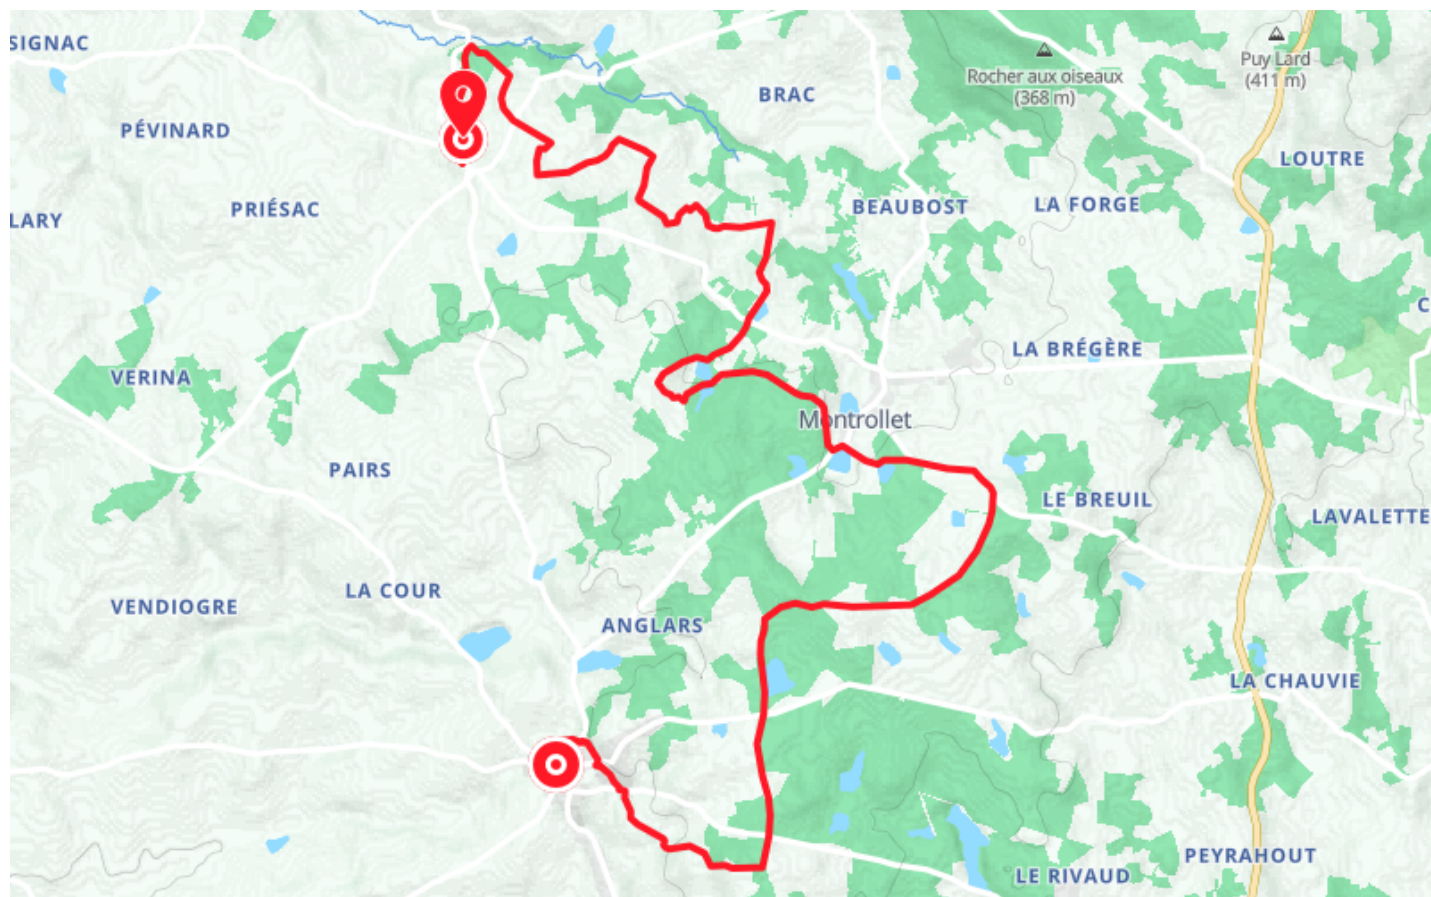 SIGNAC
Puy Lard
(411 m)
Rocher aux oiseaux
(368 m)
BRAC
PÉVINARD
LOUTRE
LARY
PRIÉSAC
BEAUBOST
LA FORGE
C
LA BRÉGÈRE
VERINA
Montrollet
PAIRS
LE BREUIL
LAVALETTE
LA COUR
VENDIOGRE
ANGLARS
LA CHAUVIE
PEYRAHOUT
LE RIVAUD